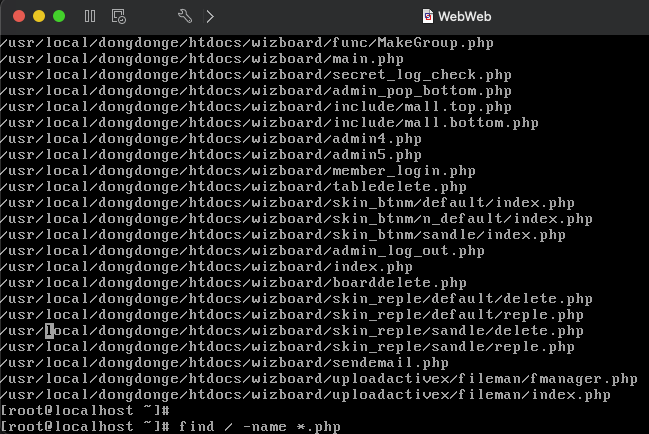 WebWeb
/usr/local/dongdonge/htdocs/wizboard/func/MakeGroup.php
/usr/local/dongdonge/htdocs/wizboard/main.php
/usr/local/dongdonge/htdocs/wizboard/secret_log_check.php
/usr/local/dongdonge/htdocs/wizboard/admin_pop_bottom.php
/usr/local/dongdonge/htdocs/wizboard/include/mall.top.php
/usr/local/dongdonge/htdocs/wizboard/include/mall.bottom.php
/usr/local/dongdonge/htdocs/wizboard/admin4.php
/usr/local/dongdonge/htdocs/wizboard/admin5.php
/usr/local/dongdonge/htdocs/wizboard/member_login.php
/usr/local/dongdonge/htdocs/wizboard/tabledelete.php
/usr/local/dongdonge/htdocs/wizboard/skin_btnm/default/index.php
/usr/local/dongdonge/htdocs/wizboard/skin_btnm/n_default/index.php
/usr/local/dongdonge/htdocs/wizboard/skin_btnm/sandle/index.php
/usr/local/dongdonge/htdocs/wizboard/admin_log_out.php
/usr/local/dongdonge/htdocs/wizboard/index.php
/usr/local/dongdonge/htdocs/wizboard/boarddelete.php
/usr/local/dongdonge/htdocs/wizboard/skin_reple/default/delete.php
/usr/local/dongdonge/htdocs/wizboard/skin_reple/default/reple.php
/usr/local/dongdonge/htdocs/wizboard/skin_reple/sandle/delete.php
/usr/local/dongdonge/htdocs/wizboard/skin_reple/sandle/reple.php
/usr/local/dongdonge/htdocs/wizboard/sendemail.php
/usr/local/dongdonge/htdocs/wizboard/uploadactivex/fileman/fmanager.php
/usr/local/dongdonge/htdocs/wizboard/uploadactivex/fileman/index.php
[root@localhost ~]#
[root@localhost ~]# find / -name *.php